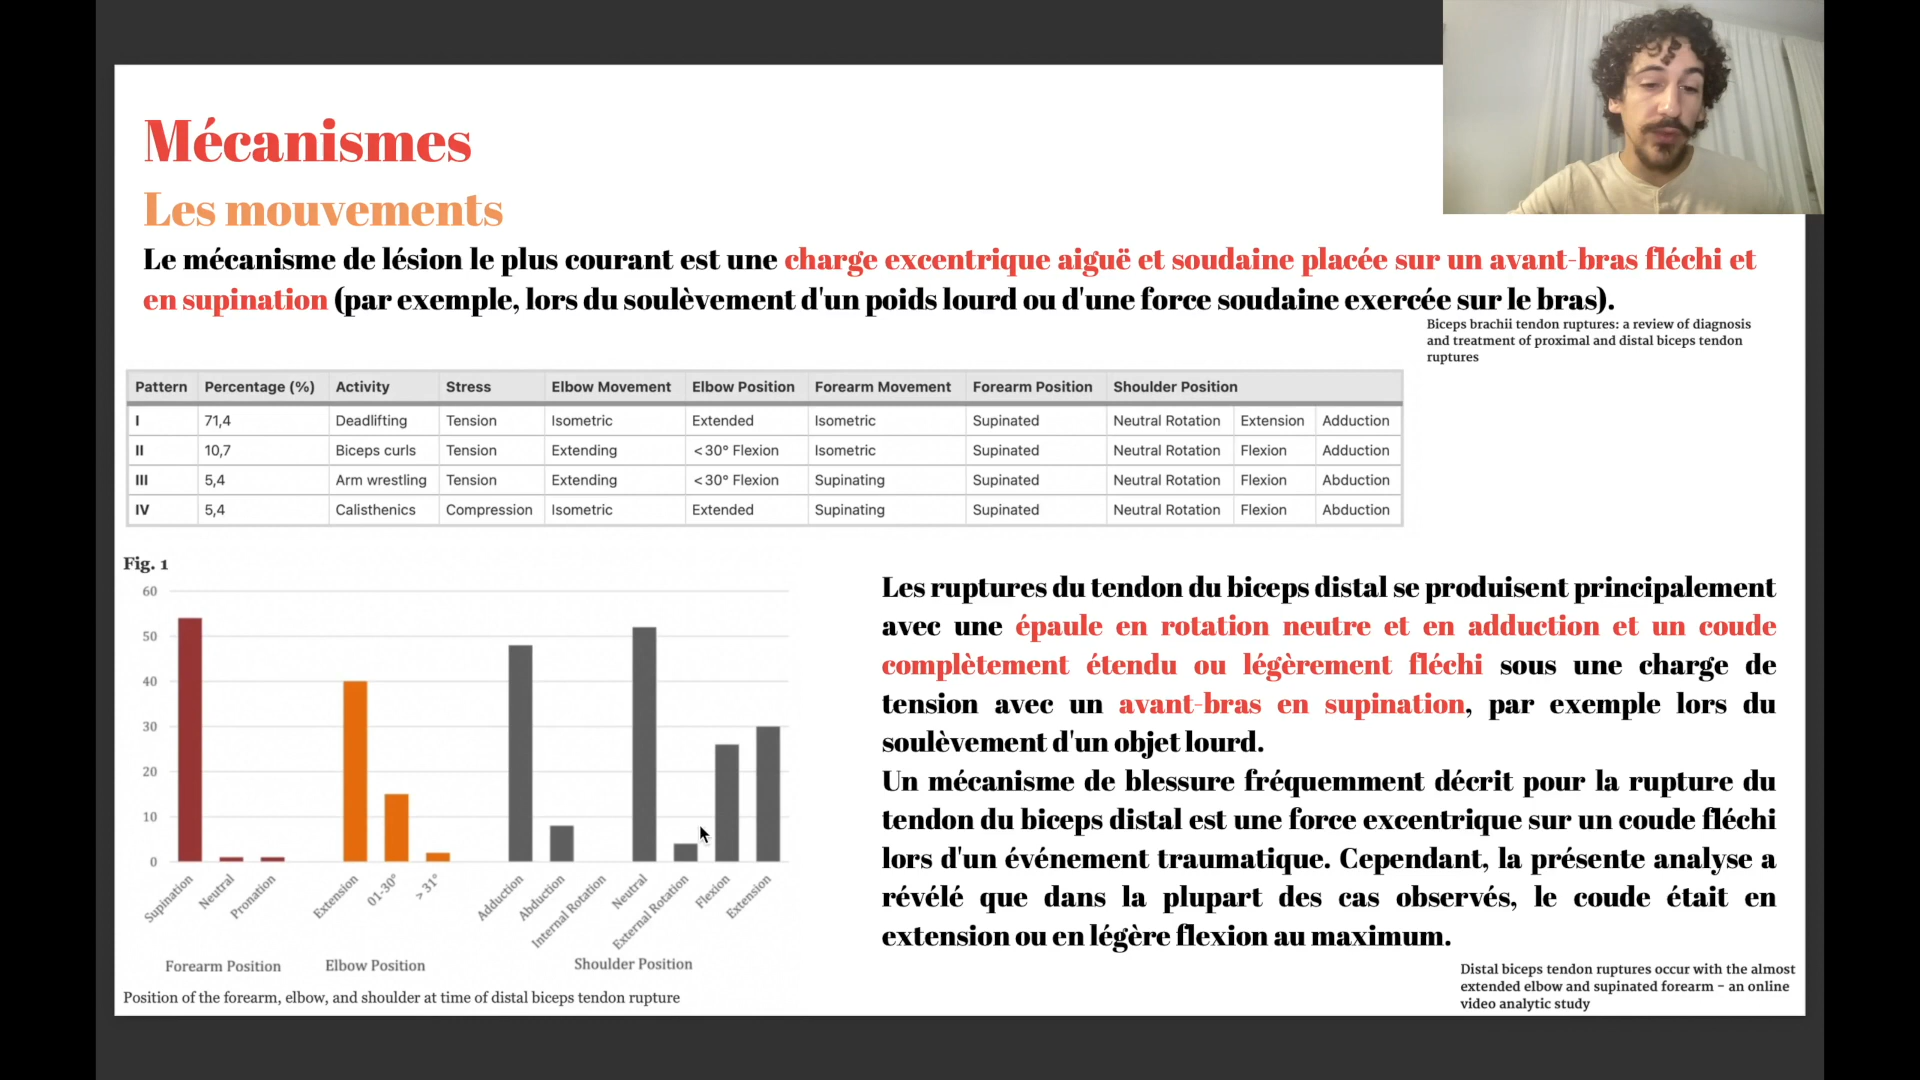 Mécanismes
Les mouvements
Le mécanisme de lésion le plus courant est une charge excentrique aiguë et soudaine placée sur un avant-bras fléchi et
en supination (par exemple, lors du soulèvement d'un poids lourd ou d'une force soudaine exercée sur le bras).
Biceps brachii tendon ruptures: a review of diagnosis
and treatment of proximal and distal biceps tendon
ruptures
Pattern Percentage (%) Activity Stress Elbow Movement Elbow Position Forearm Movement Forearm Position Shoulder Position
I 71,4 Deadlifting Tension Isometric Extended Isometric Supinated Neutral Rotation Extension Adduction
II 10,7 Biceps curls Tension Extending <30° Flexion Isometric Supinated Neutral Rotation Flexion Adduction
III 5,4 Arm wrestling Tension Extending <30° Flexion Supinating Supinated Neutral Rotation Flexion Abduction
IV 5,4 Calisthenics Compression Isometric Extended Supinating Supinated Neutral Rotation Flexion Abduction
Fig. 1
60
50
40
30
20
10
0
Supination Neutral Pronation Extension 01-30° > 31° Adduction Abduction Internal Rotation Neutral External Rotation Flexion Extension
Forearm Position Elbow Position Shoulder Position
Position of the forearm, elbow, and shoulder at time of distal biceps tendon rupture
Les ruptures du tendon du biceps distal se produisent principalement
avec une épaule en rotation neutre et en adduction et un coude
complètement étendu ou légèrement fléchi sous une charge de
tension avec un avant-bras en supination, par exemple lors du
soulèvement d'un objet lourd.
Un mécanisme de blessure fréquemment décrit pour la rupture du
tendon du biceps distal est une force excentrique sur un coude fléchi
lors d'un événement traumatique. Cependant, la présente analyse a
révélé que dans la plupart des cas observés, le coude était en
extension ou en légère flexion au maximum.
Distal biceps tendon ruptures occur with the almost
extended elbow and supinated forearm – an online
video analytic study